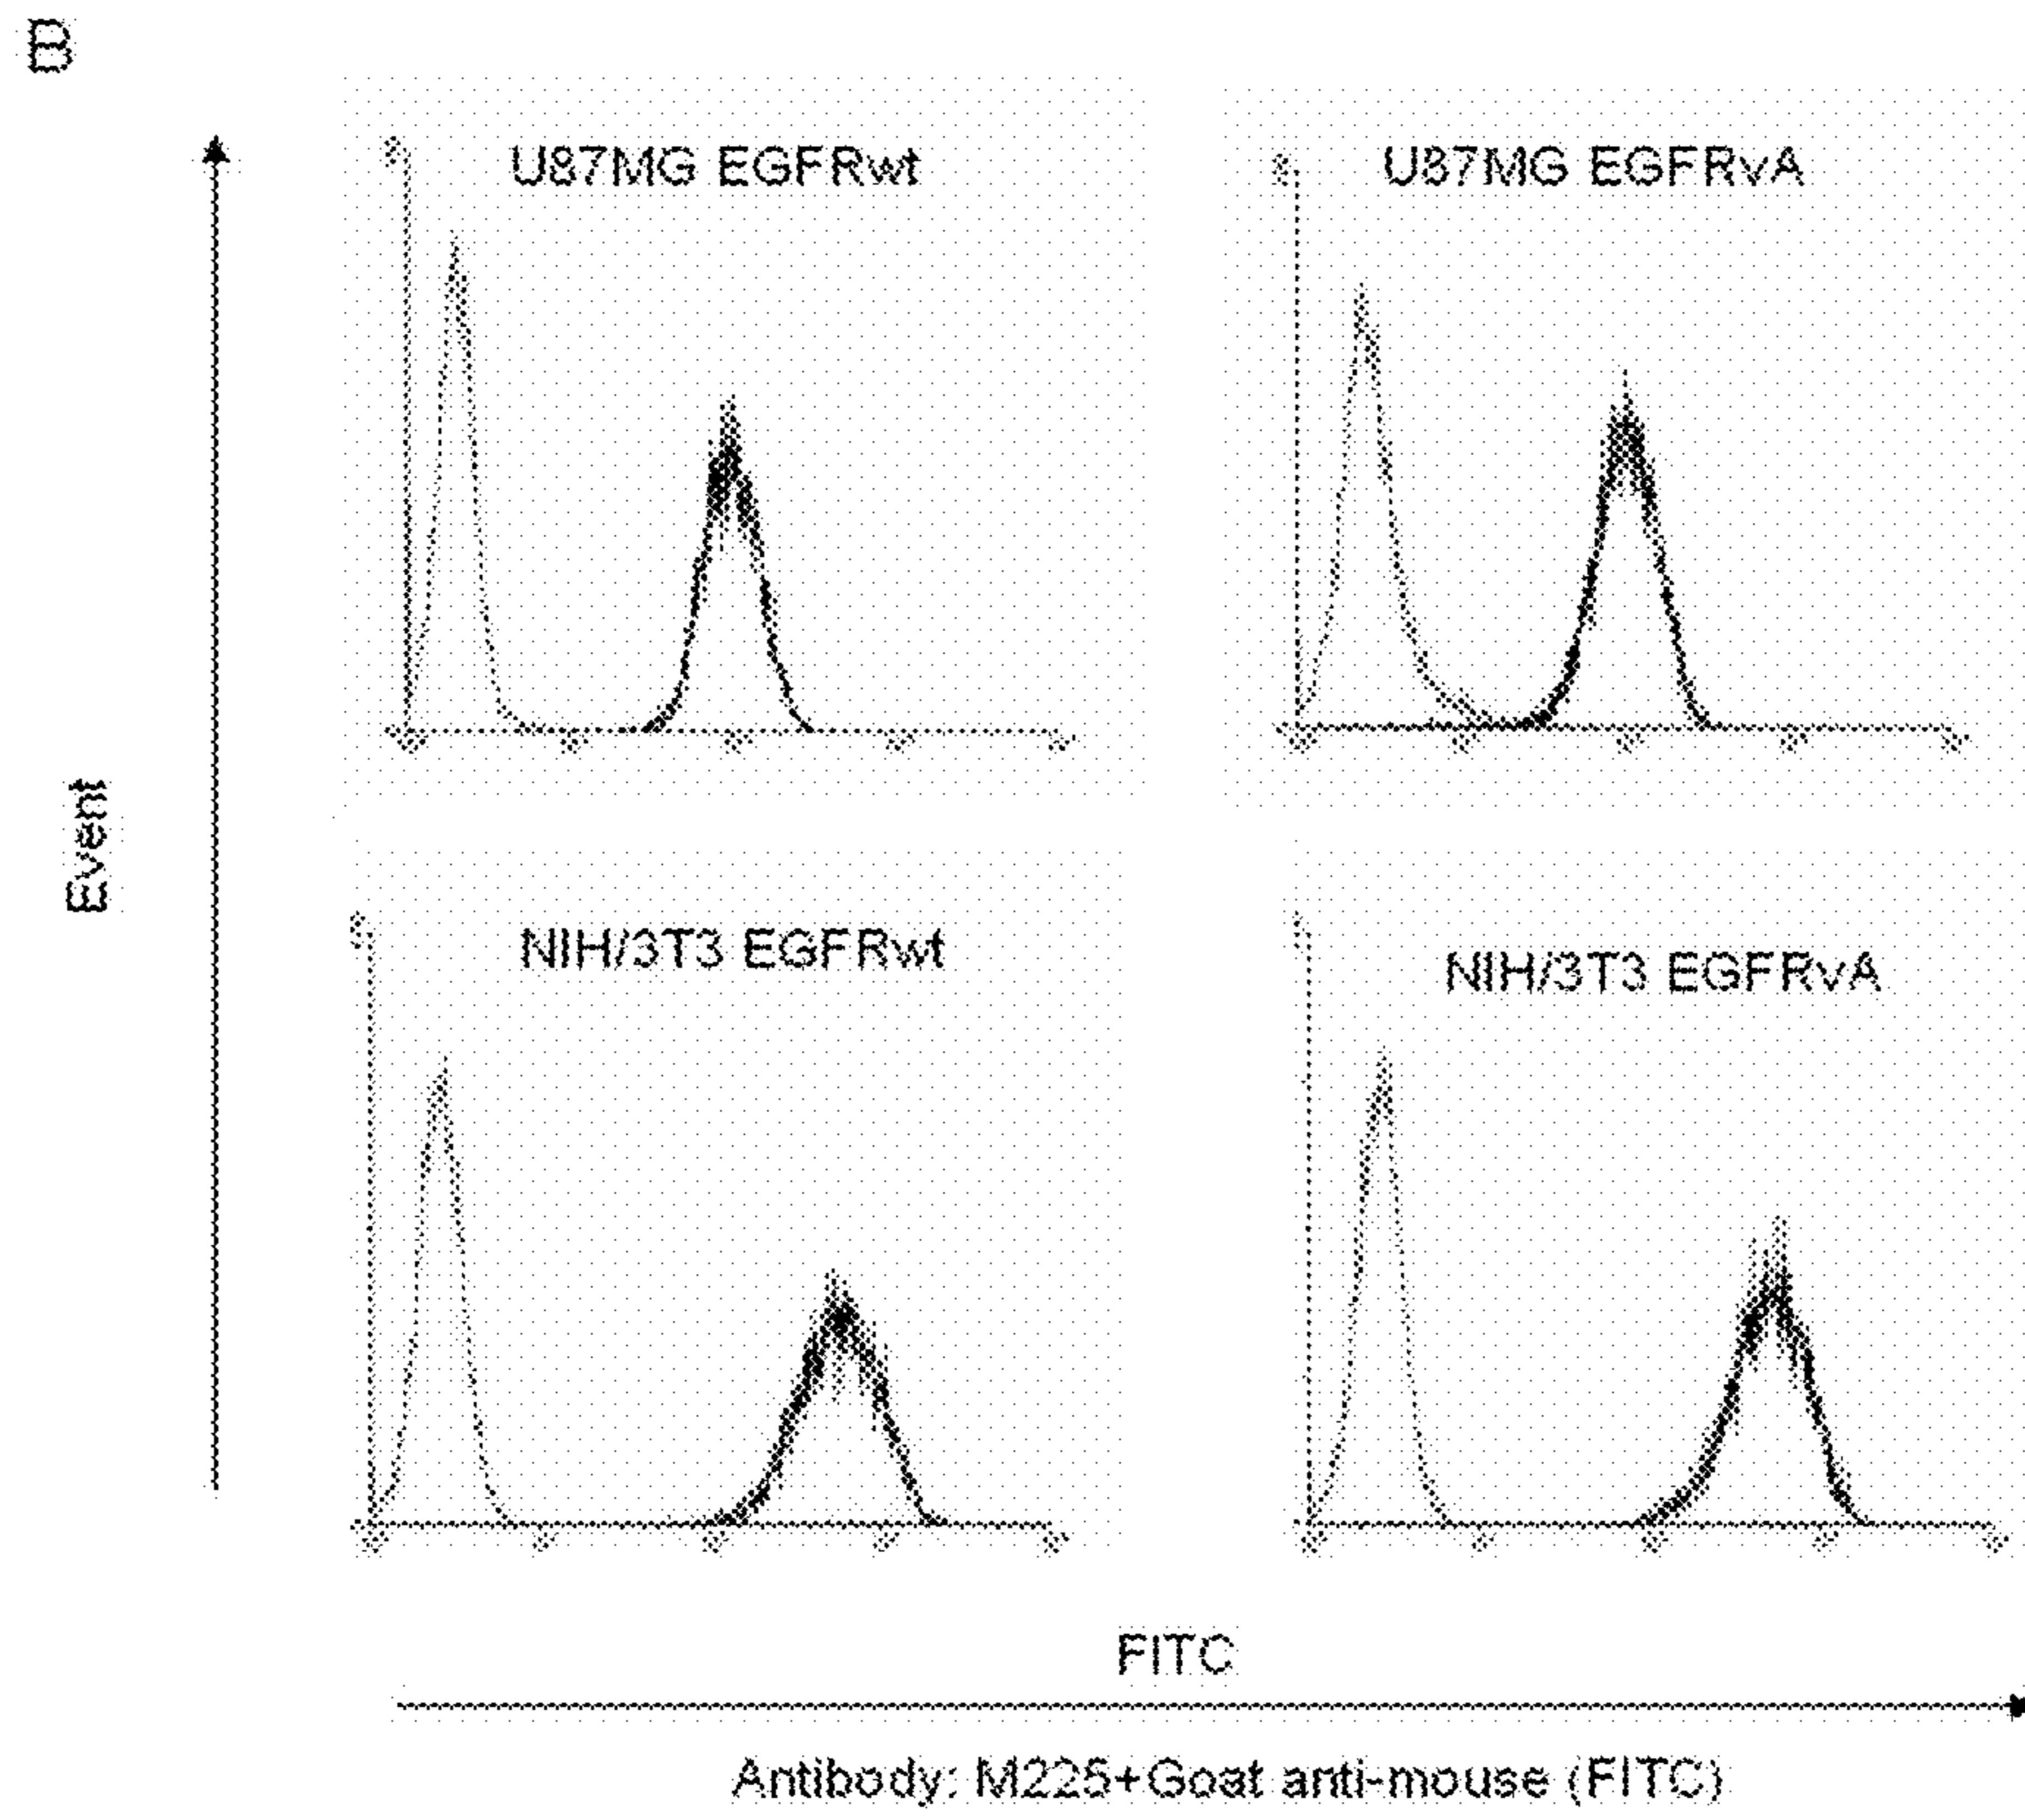 B
U87MG EGFRwt
U87MG EGFRvA
Event
NIH/3T3 EGFRwt
NIH/3T3 EGFRvA
FITC
Antibody: M225+Goat anti-mouse (FITC)